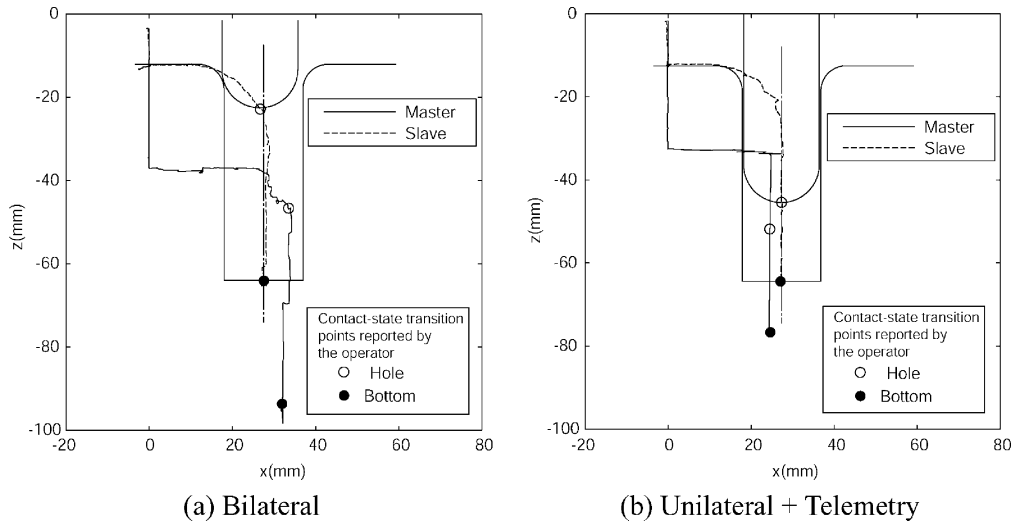 0
-20
-40
-60
-80
-100
-20
0
20
40
60
80
z(mm)
x(mm)
Master
Slave
Contact-state transition
points reported by
the operator
Hole
Bottom
(a) Bilateral
0
-20
-40
-60
-80
-100
-20
0
20
40
60
80
z(mm)
x(mm)
Master
Slave
Contact-state transition
points reported by
the operator
Hole
Bottom
(b) Unilateral + Telemetry